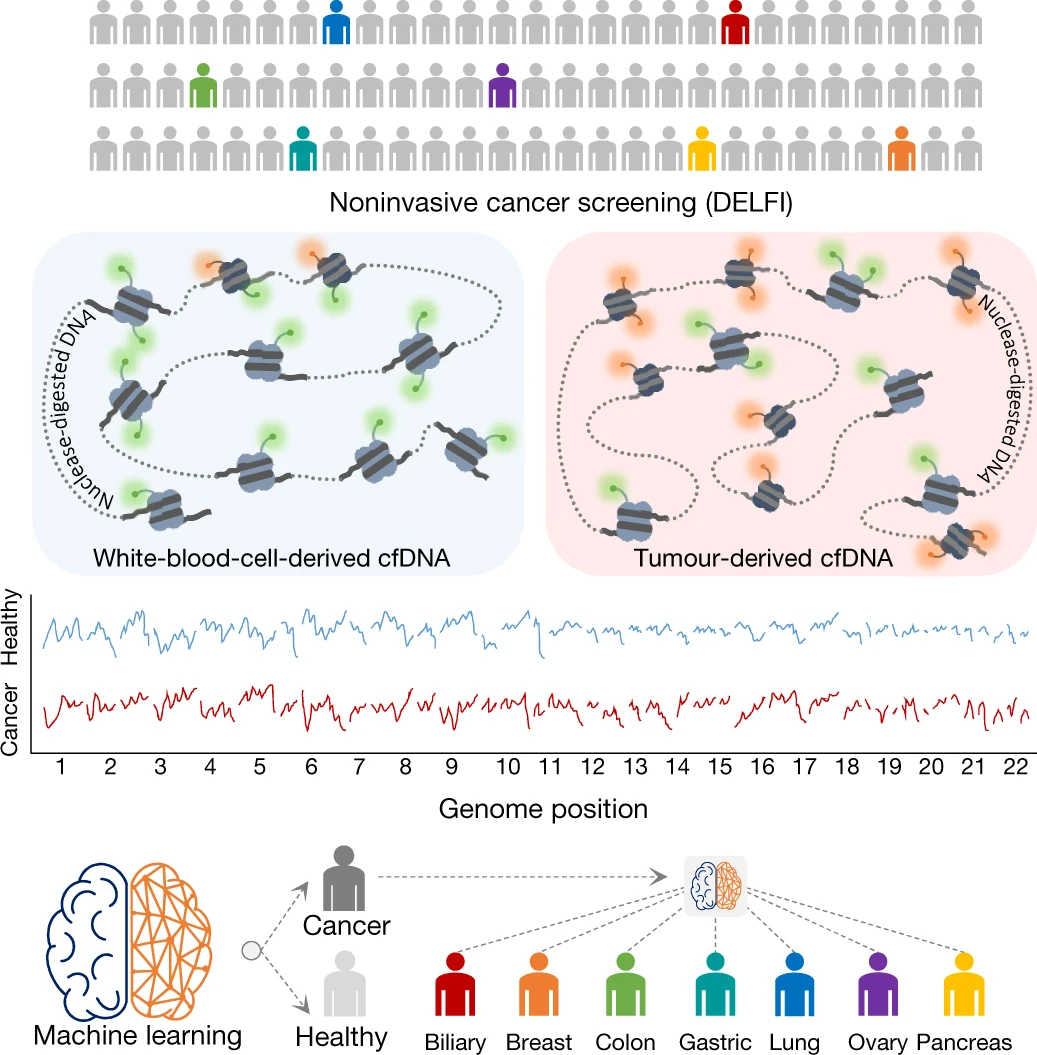 Noninvasive cancer screening (DELFI)
Nuclease-digested DNA
Nuclease-digested DNA
White-blood-cell-derived cfDNA
Tumour-derived cfDNA
Healthy
Cancer
1 2 3 4 5 6 7 8 9 10 11 12 13 14 15 16 17 18 19 20 21 22
Genome position
Cancer
Machine learning
Healthy
Biliary Breast Colon Gastric Lung Ovary Pancreas